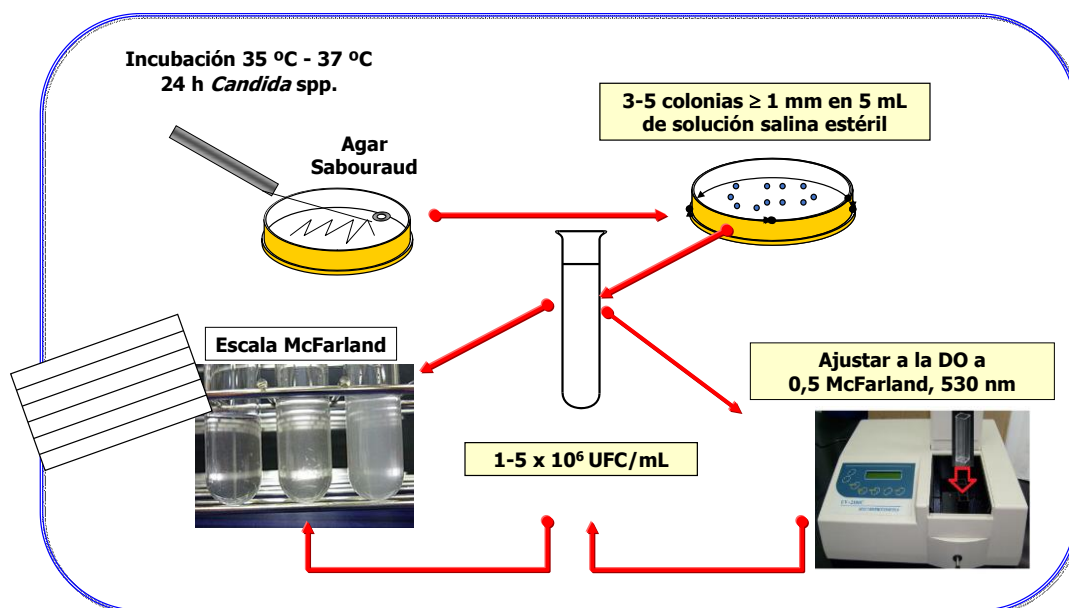 Incubación 35 ºC - 37 ºC
24 h Candida spp.
Agar
Sabouraud
3-5 colonias ≥ 1 mm en 5 mL
de solución salina estéril
Escala McFarland
Ajustar a la DO a
0,5 McFarland, 530 nm
1-5 x 10⁶ UFC/mL